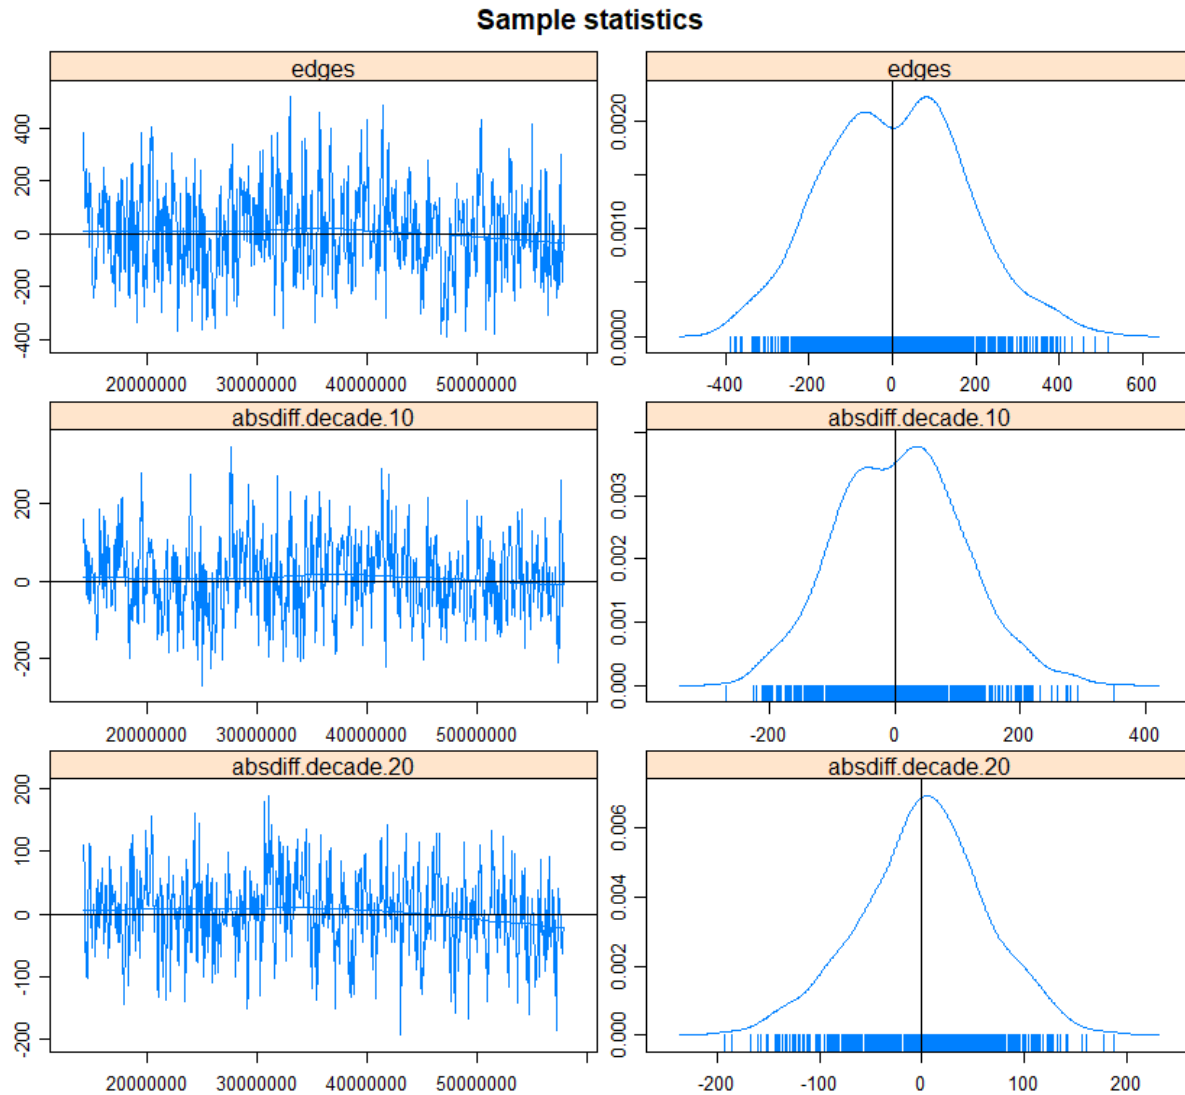 Sample statistics
edges
edges
400
200
0
-200
-400
20000000 30000000 40000000 50000000
0.0020
0.0010
0.0000
-400 -200 0 200 400 600
absdiff.decade.10
absdiff.decade.10
200
0
-200
20000000 30000000 40000000 50000000
0.003
0.002
0.001
0.000
-200 0 200 400
absdiff.decade.20
absdiff.decade.20
200
100
0
-100
-200
20000000 30000000 40000000 50000000
0.006
0.004
0.002
0.000
-200 -100 0 100 200